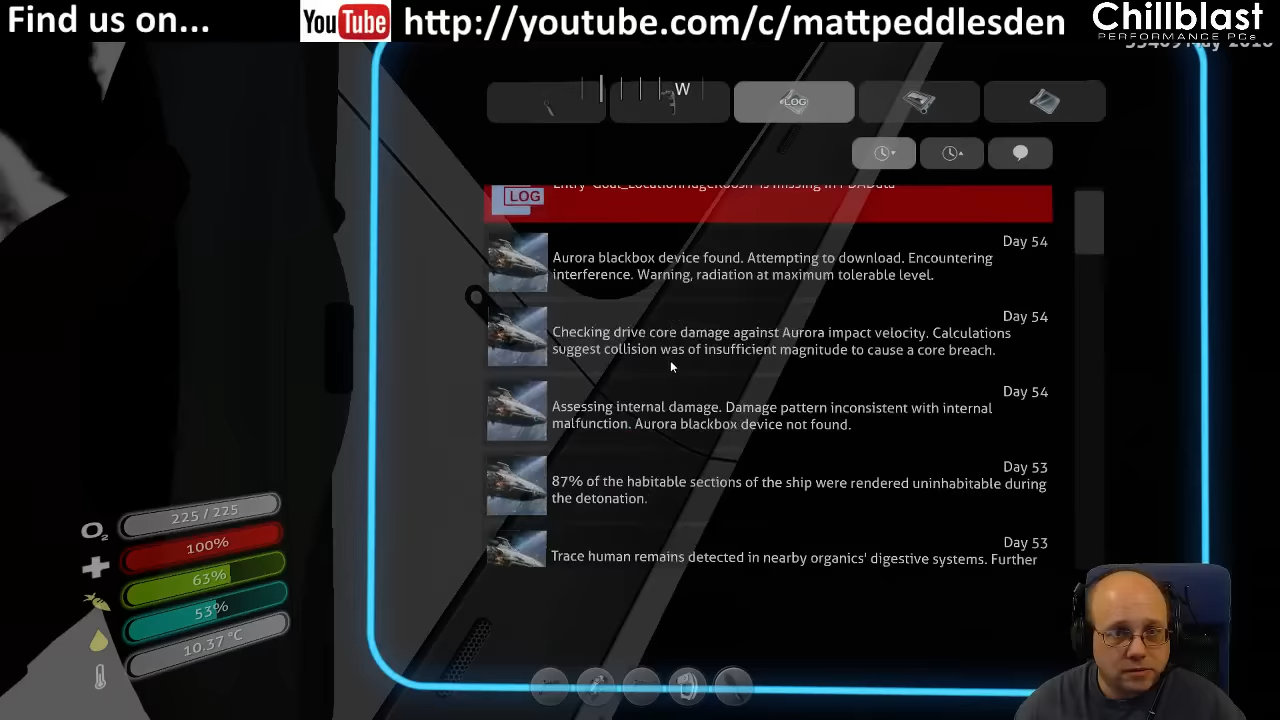 Find us on...
YouTube
http://youtube.com/c/mattpeddlesden
Chillblast
PERFORMANCE PCs
W
LOG
LOG
Day 54
Aurora blackbox device found. Attempting to download. Encountering
interference. Warning, radiation at maximum tolerable level.
Day 54
Checking drive core damage against Aurora impact velocity. Calculations
suggest collision was of insufficient magnitude to cause a core breach.
Day 54
Assessing internal damage. Damage pattern inconsistent with internal
malfunction. Aurora blackbox device not found.
Day 53
87% of the habitable sections of the ship were rendered uninhabitable during
the detonation.
Day 53
Trace human remains detected in nearby organics' digestive systems. Further
O2
225 / 225
100%
63%
53%
10.37 °C